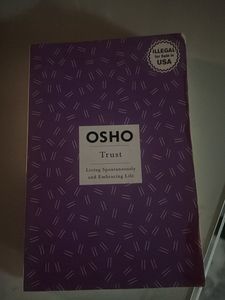 ILLEGAL
for Sale in
USA
OSHO
Trust
Living Spontaneously
and Embracing Life